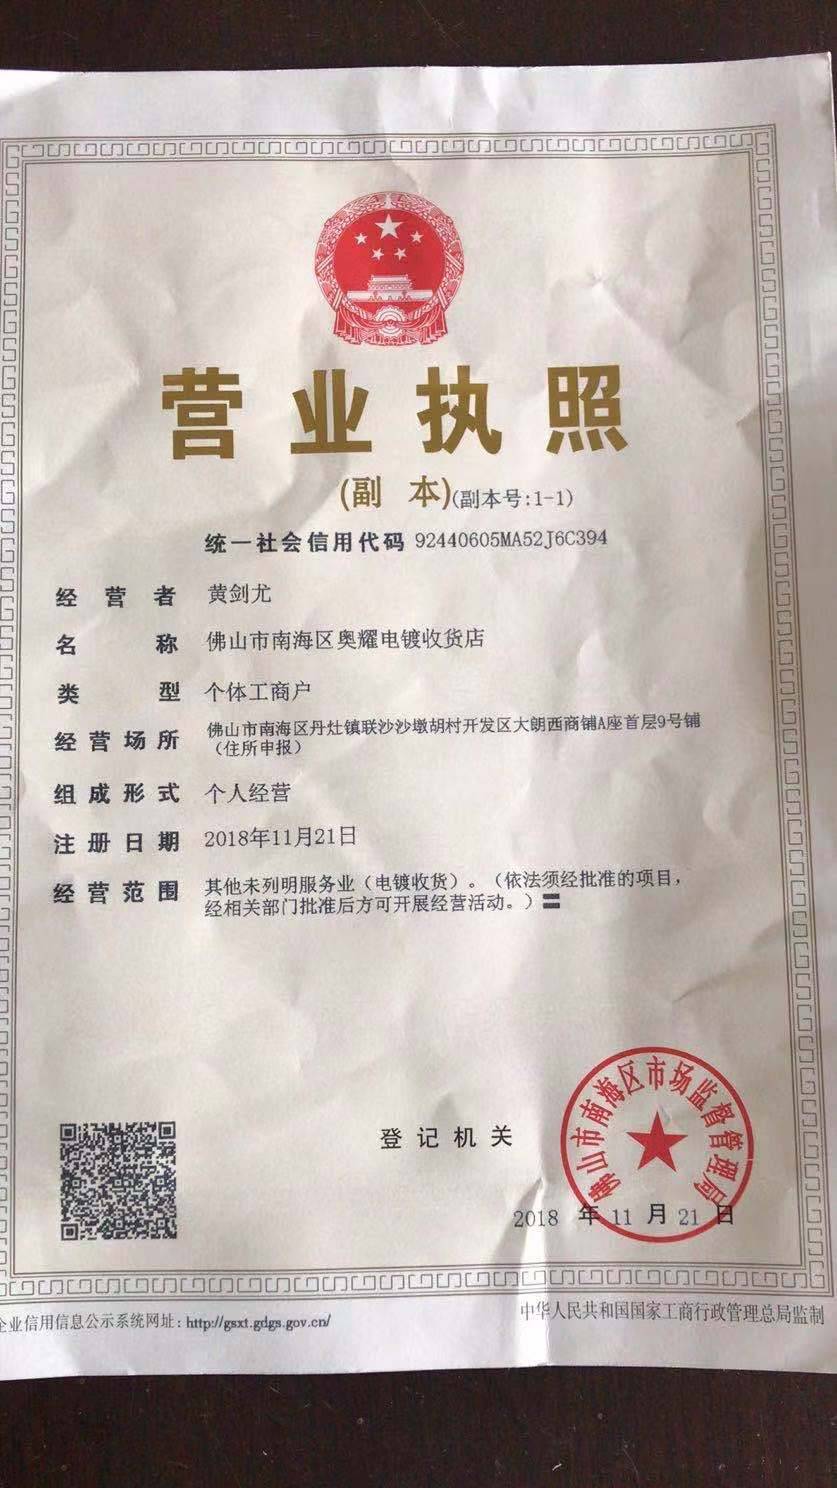 营业执照
(副 本)(副本号:1-1)
统一社会信用代码 92440605MA52J6C394
经营者 黄剑尤
名称 佛山市南海区奥耀电镀收货店
类型 个体工商户
经营场所 佛山市南海区丹灶镇联沙沙墩胡村开发区大朗西商铺A座首层9号铺
（住所申报）
组成形式 个人经营
注册日期 2018年11月21日
经营范围 其他未列明服务业（电镀收货）。（依法须经批准的项目，
经相关部门批准后方可开展经营活动。）〓
佛山市南海区市场监督管理局
登记机关
2018 年 11 月 21 日
企业信用信息公示系统网址：http://gsxt.gdgs.gov.cn/
中华人民共和国国家工商行政管理总局监制